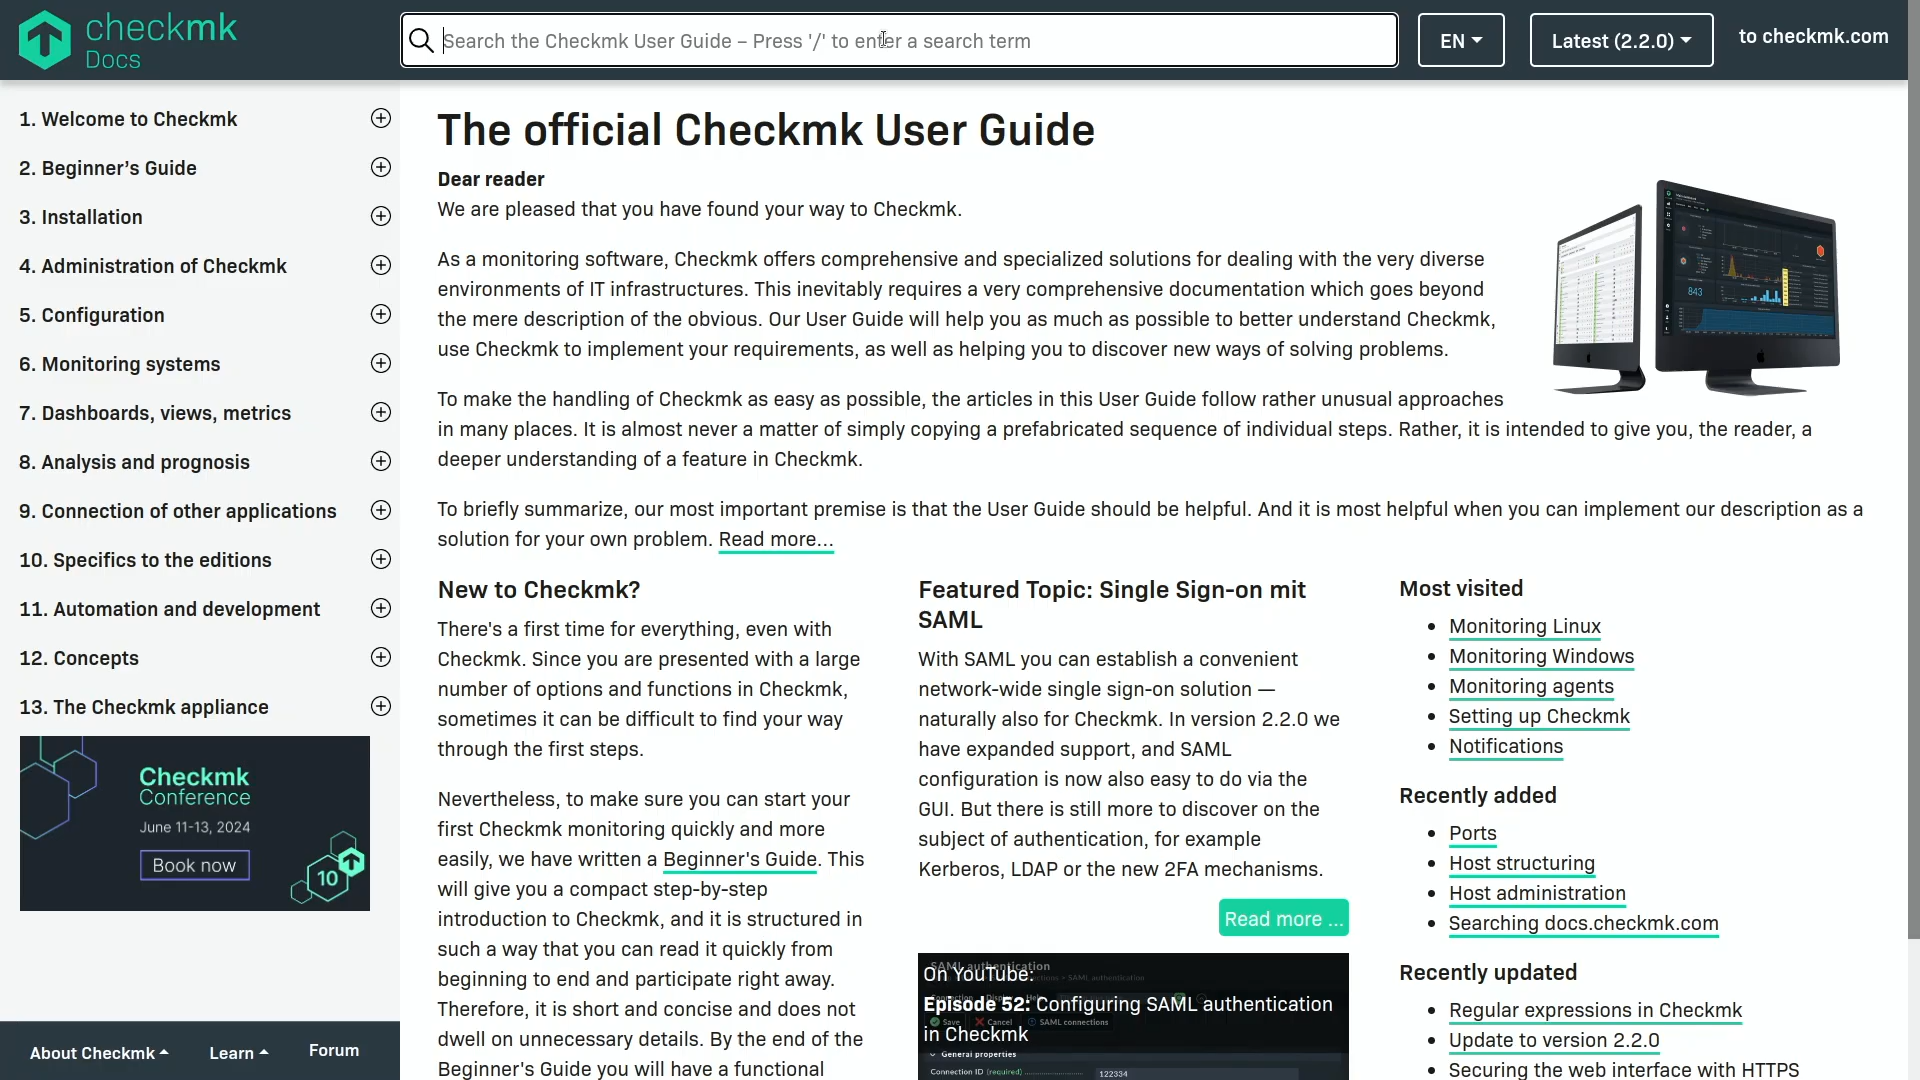 checkmk
Docs
Search the Checkmk User Guide – Press '/' to enter a search term
EN
Latest (2.2.0)
to checkmk.com
1. Welcome to Checkmk
2. Beginner’s Guide
3. Installation
4. Administration of Checkmk
5. Configuration
6. Monitoring systems
7. Dashboards, views, metrics
8. Analysis and prognosis
9. Connection of other applications
10. Specifics to the editions
11. Automation and development
12. Concepts
13. The Checkmk appliance
Checkmk
Conference
June 11-13, 2024
Book now
10
About Checkmk
Learn
Forum
The official Checkmk User Guide
Dear reader
We are pleased that you have found your way to Checkmk.
As a monitoring software, Checkmk offers comprehensive and specialized solutions for dealing with the very diverse
environments of IT infrastructures. This inevitably requires a very comprehensive documentation which goes beyond
the mere description of the obvious. Our User Guide will help you as much as possible to better understand Checkmk,
use Checkmk to implement your requirements, as well as helping you to discover new ways of solving problems.
To make the handling of Checkmk as easy as possible, the articles in this User Guide follow rather unusual approaches
in many places. It is almost never a matter of simply copying a prefabricated sequence of individual steps. Rather, it is intended to give you, the reader, a
deeper understanding of a feature in Checkmk.
To briefly summarize, our most important premise is that the User Guide should be helpful. And it is most helpful when you can implement our description as a
solution for your own problem. Read more...
843
New to Checkmk?
There's a first time for everything, even with
Checkmk. Since you are presented with a large
number of options and functions in Checkmk,
sometimes it can be difficult to find your way
through the first steps.
Nevertheless, to make sure you can start your
first Checkmk monitoring quickly and more
easily, we have written a Beginner's Guide. This
will give you a compact step-by-step
introduction to Checkmk, and it is structured in
such a way that you can read it quickly from
beginning to end and participate right away.
Therefore, it is short and concise and does not
dwell on unnecessary details. By the end of the
Beginner's Guide you will have a functional
Featured Topic: Single Sign-on mit
SAML
With SAML you can establish a convenient
network-wide single sign-on solution —
naturally also for Checkmk. In version 2.2.0 we
have expanded support, and SAML
configuration is now also easy to do via the
GUI. But there is still more to discover on the
subject of authentication, for example
Kerberos, LDAP or the new 2FA mechanisms.
Read more ...
SAML authentication
On YouTube:
Episode 52: Configuring SAML authentication
Save Cancel SAML connections
in Checkmk
General properties
Connection ID (required)
122334
Most visited
Monitoring Linux
Monitoring Windows
Monitoring agents
Setting up Checkmk
Notifications
Recently added
Ports
Host structuring
Host administration
Searching docs.checkmk.com
Recently updated
Regular expressions in Checkmk
Update to version 2.2.0
Securing the web interface with HTTPS